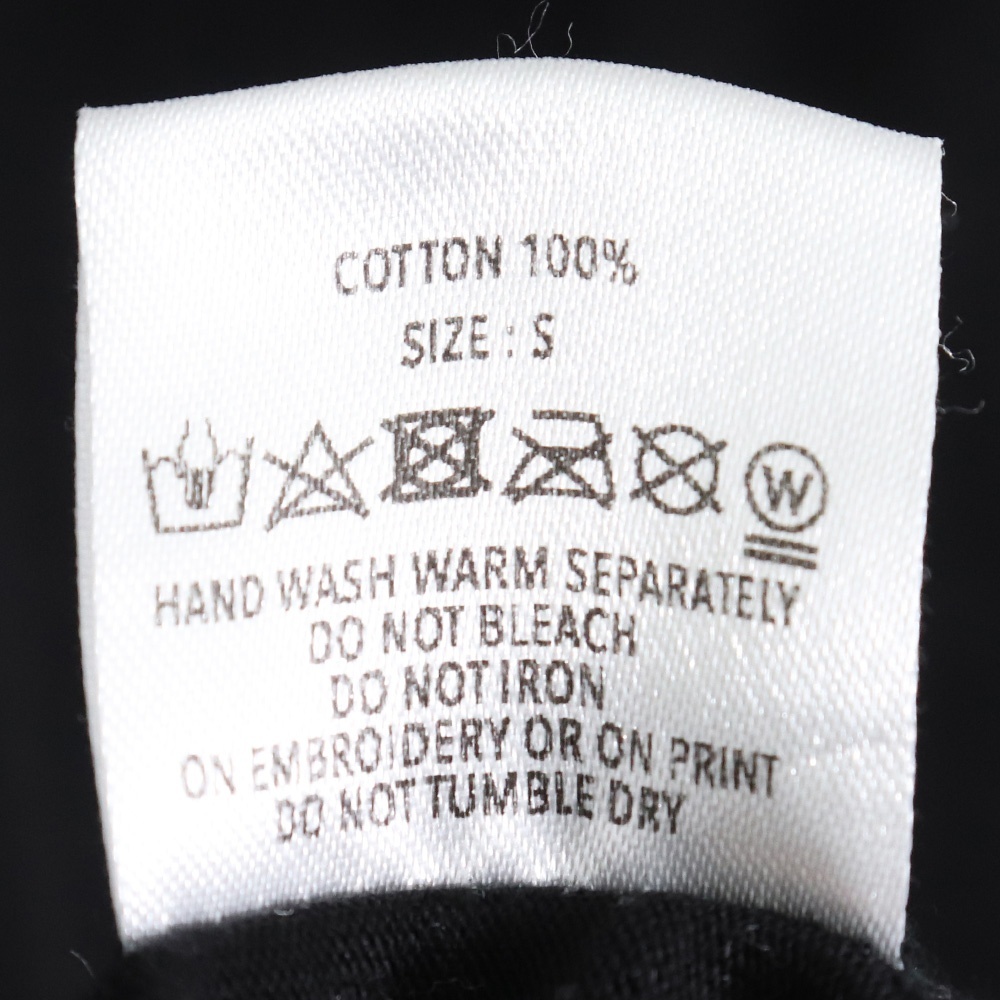 COTTON 100%
SIZE : S
W
HAND WASH WARM SEPARATELY
DO NOT BLEACH
DO NOT IRON
ON EMBROIDERY OR ON PRINT
DO NOT TUMBLE DRY